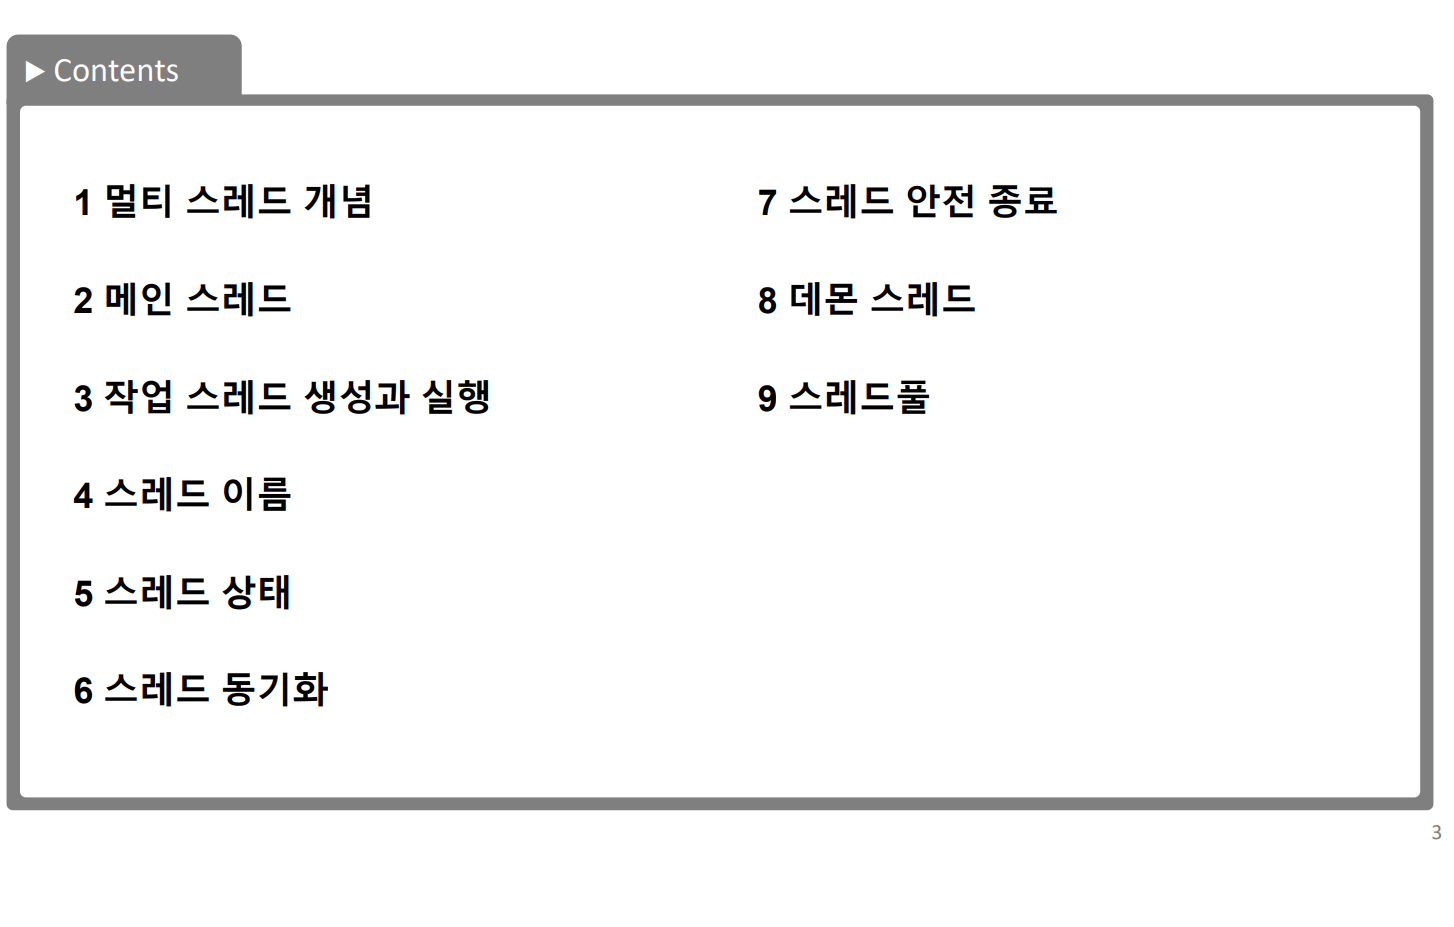 ▶ Contents
1 멀티 스레드 개념
2 메인 스레드
3 작업 스레드 생성과 실행
4 스레드 이름
5 스레드 상태
6 스레드 동기화
7 스레드 안전 종료
8 데몬 스레드
9 스레드풀
3